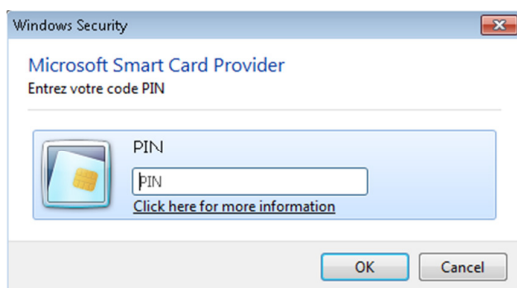 Windows Security
Microsoft Smart Card Provider
Entrez votre code PIN
PIN
PIN
Click here for more information
OK
Cancel